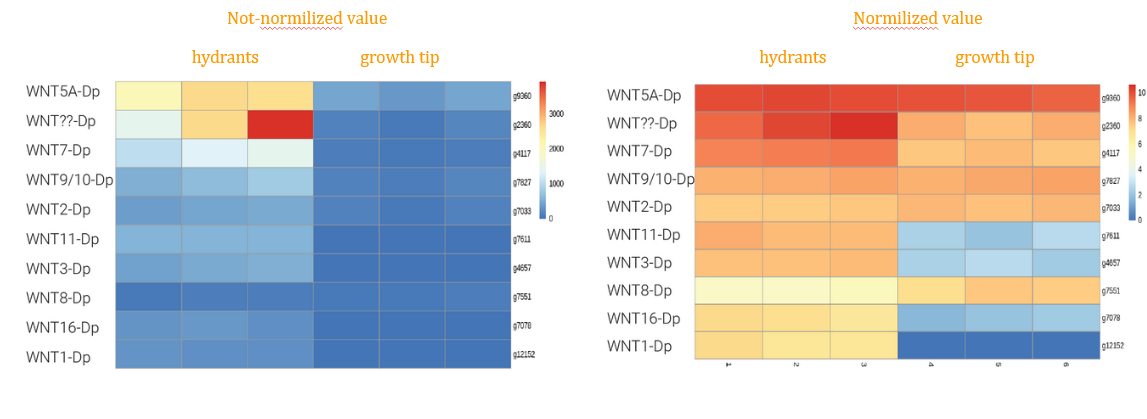 Not-normilized value
Normilized value
hydrants growth tip
hydrants growth tip
WNT5A-Dp g9360
WNT??-Dp g2360
WNT7-Dp g4117
WNT9/10-Dp g7827
WNT2-Dp g7033
WNT11-Dp g7611
WNT3-Dp g4657
WNT8-Dp g7551
WNT16-Dp g7078
WNT1-Dp g12152
3000
2000
1000
0
WNT5A-Dp g9360
WNT??-Dp g2360
WNT7-Dp g4117
WNT9/10-Dp g7827
WNT2-Dp g7033
WNT11-Dp g7611
WNT3-Dp g4657
WNT8-Dp g7551
WNT16-Dp g7078
WNT1-Dp g12152
10
8
6
4
2
0
1 2 3 4 5 6